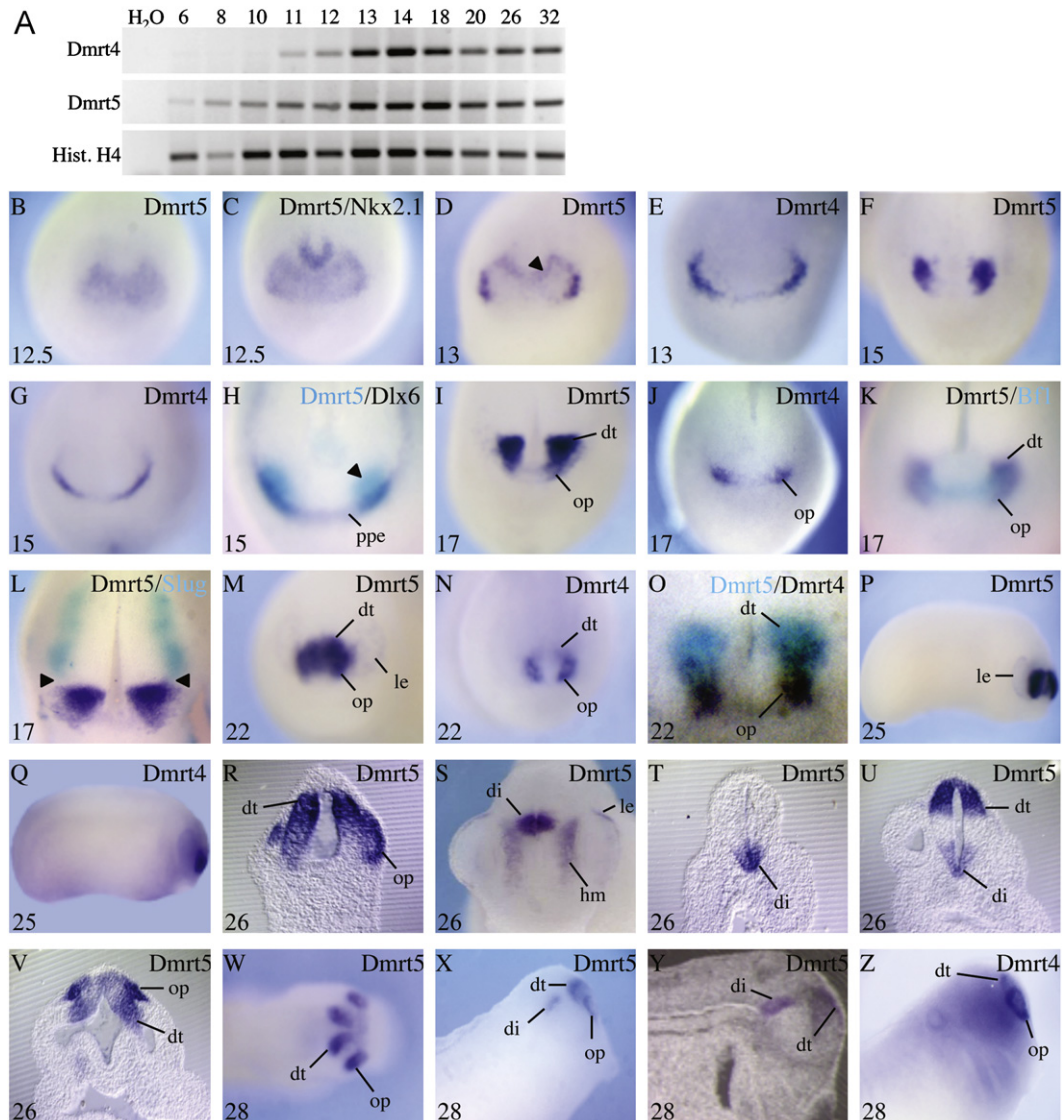 A
H₂O 6 8 10 11 12 13 14 18 20 26 32
Dmrt4
Dmrt5
Hist. H4
B Dmrt5
12.5
C Dmrt5/Nkx2.1
12.5
D Dmrt5
13
E Dmrt4
13
F Dmrt5
15
G Dmrt4
15
H Dmrt5/Dlx6
ppe
15
I Dmrt5
dt
op
17
J Dmrt4
op
17
K Dmrt5/Bf1
dt
op
17
L Dmrt5/Slug
17
M Dmrt5
dt
le
op
22
N Dmrt4
dt
op
22
O Dmrt5/Dmrt4
dt
op
22
P Dmrt5
le
25
Q Dmrt4
25
R Dmrt5
dt
op
26
S Dmrt5
di
le
hm
26
T Dmrt5
di
26
U Dmrt5
dt
di
26
V Dmrt5
op
dt
26
W Dmrt5
dt
op
28
X Dmrt5
dt
di
op
28
Y Dmrt5
di
dt
28
Z Dmrt4
dt
op
28